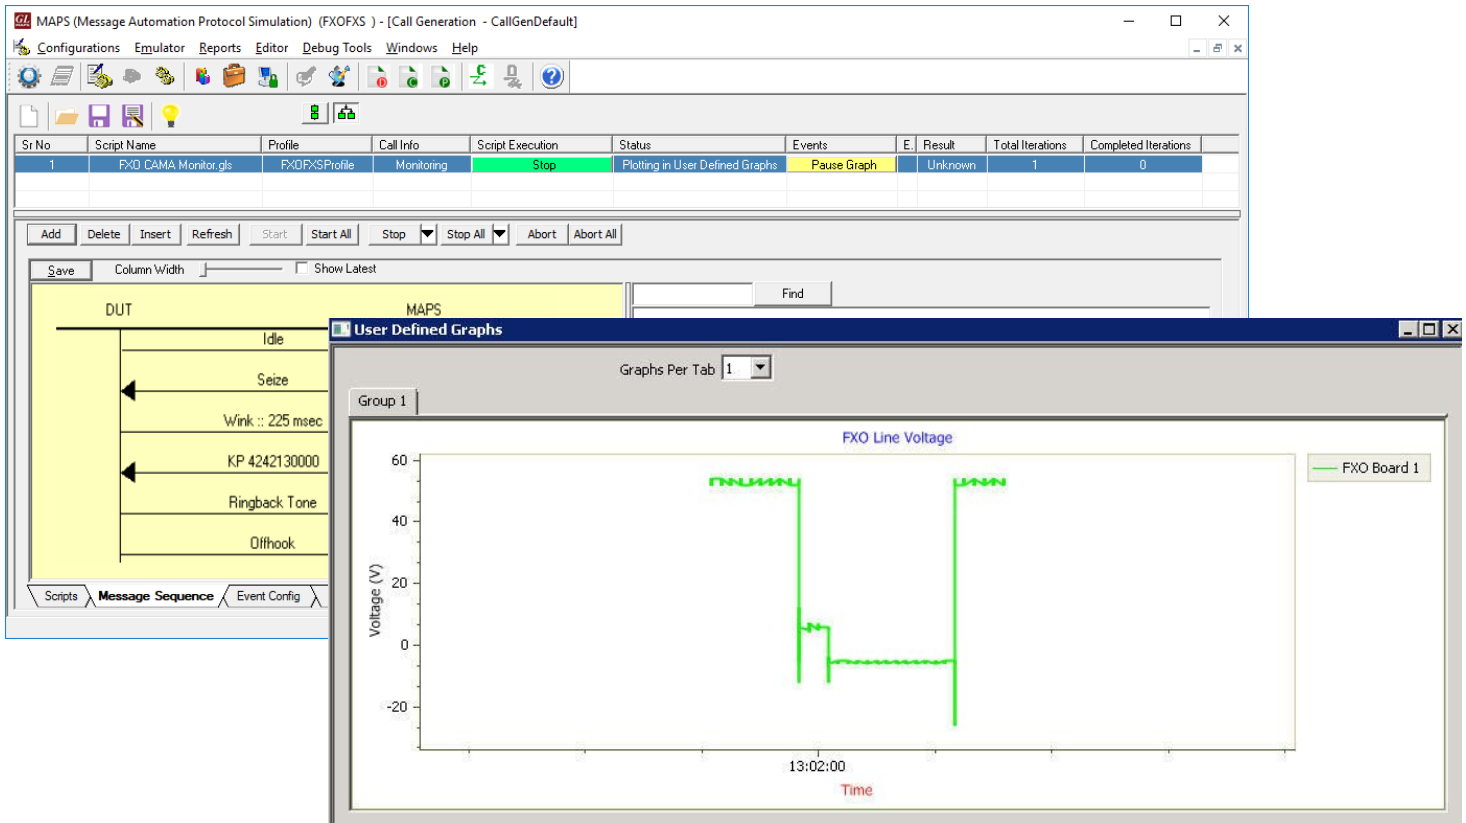 GL MAPS (Message Automation Protocol Simulation) (FXOFXS ) - [Call Generation - CallGenDefault]
Configurations Emulator Reports Editor Debug Tools Windows Help
Sr No Script Name Profile Call Info Script Execution Status Events E. Result Total Iterations Completed Iterations
1 FXO CAMA Monitor.gls FXOFXSProfile Monitoring Stop Plotting in User Defined Graphs Pause Graph Unknown 1 0
Add Delete Insert Refresh Start Start All Stop Stop All Abort Abort All
Save Column Width Show Latest
Find
DUT MAPS
Idle
Seize
Wink :: 225 msec
KP 4242130000
Ringback Tone
Offhook
Scripts Message Sequence Event Config
User Defined Graphs
Graphs Per Tab 1
Group 1
FXO Line Voltage
FXO Board 1
60
40
20
0
-20
Voltage (V)
13:02:00
Time